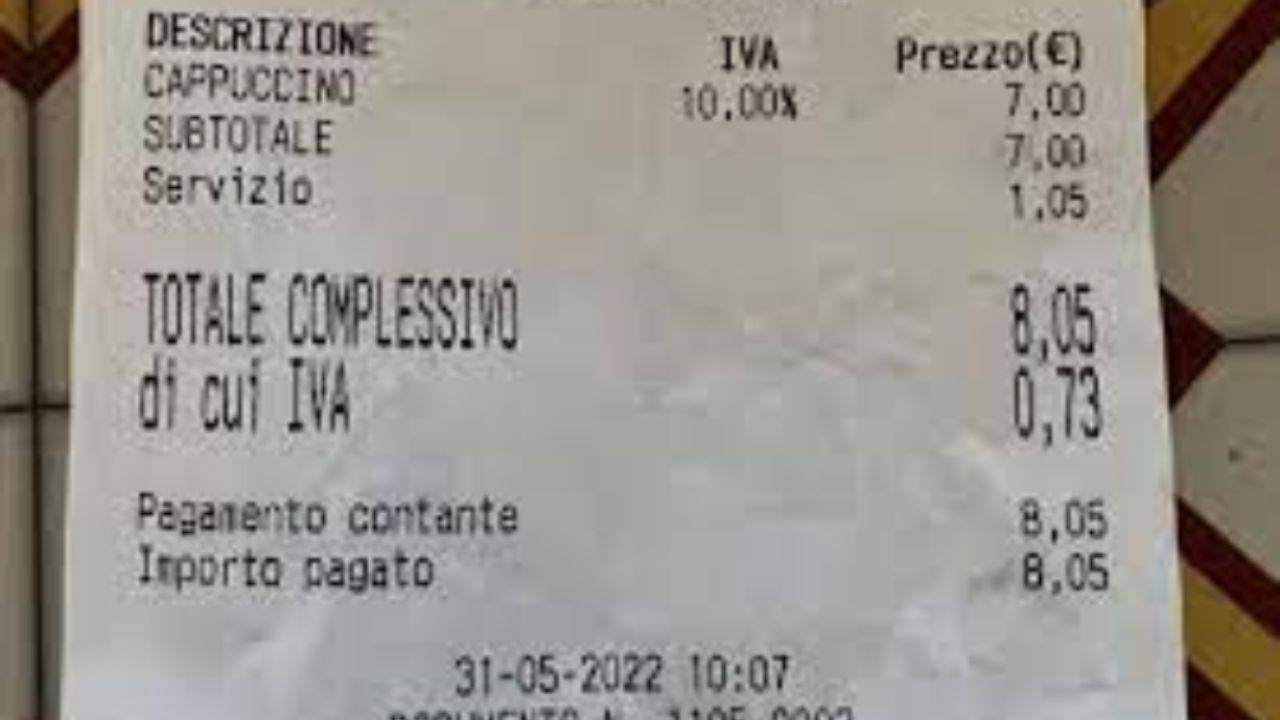 DESCRIZIONE IVA Prezzo(€)
CAPPUCCINO 10,00% 7,00
SUBTOTALE 7,00
Servizio 1,05
TOTALE COMPLESSIVO 8,05
di cui IVA 0,73
Pagamento contante 8,05
Importo pagato 8,05
31-05-2022 10:07
DOCUMENTO N.